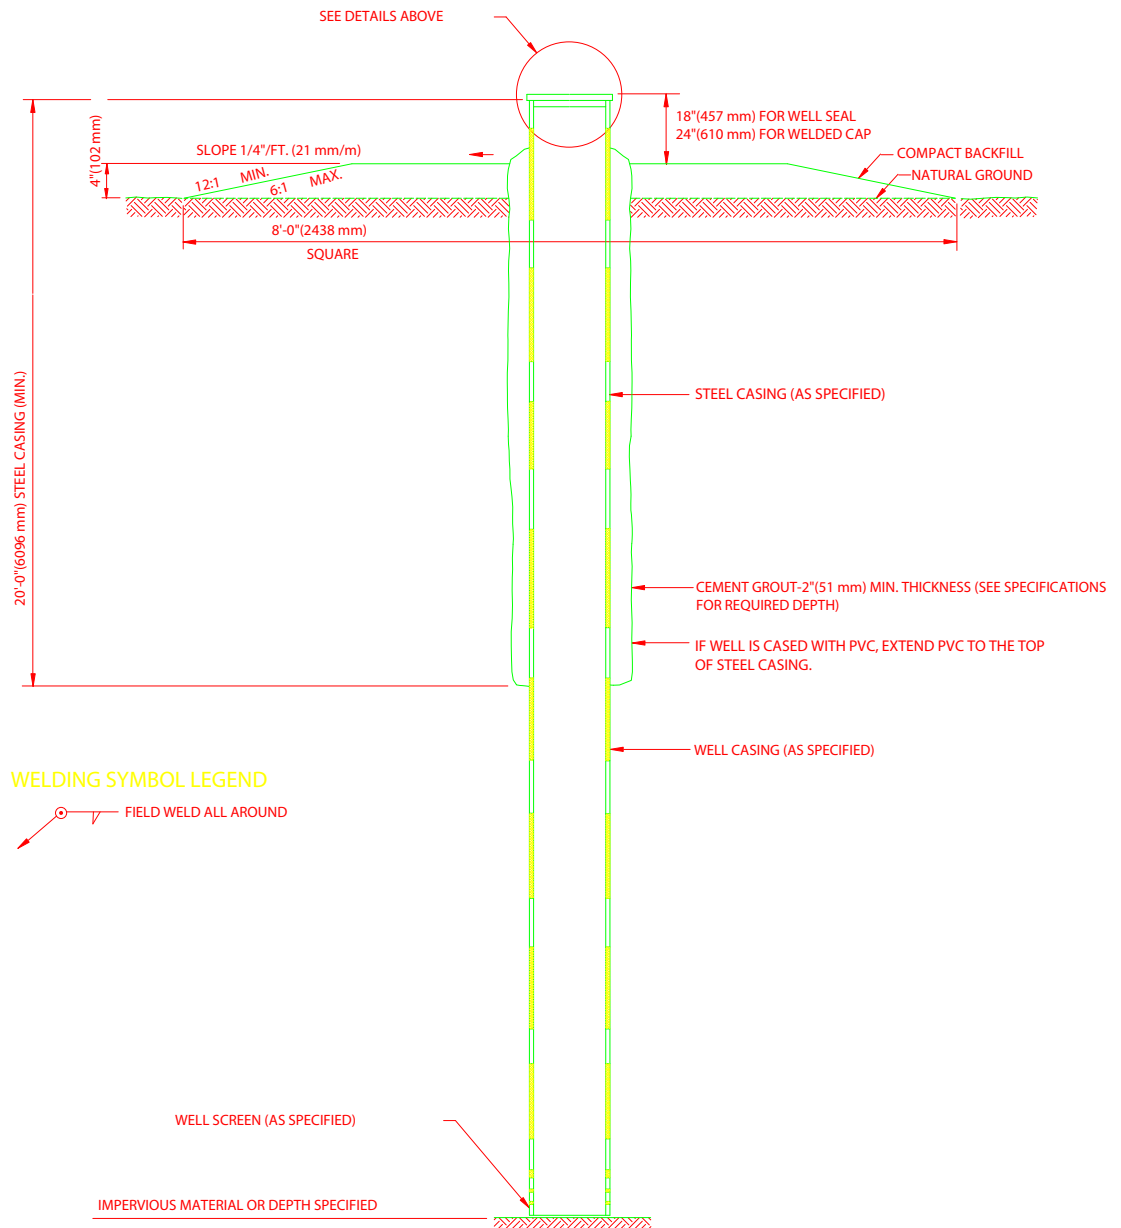 SEE DETAILS ABOVE
18"(457 mm) FOR WELL SEAL
24"(610 mm) FOR WELDED CAP
4"(102 mm)
SLOPE 1/4"/FT. (21 mm/m)
COMPACT BACKFILL
NATURAL GROUND
12:1 MIN.
6:1 MAX.
8'-0"(2438 mm)
SQUARE
20'-0"(6096 mm) STEEL CASING (MIN.)
STEEL CASING (AS SPECIFIED)
CEMENT GROUT-2"(51 mm) MIN. THICKNESS (SEE SPECIFICATIONS
FOR REQUIRED DEPTH)
IF WELL IS CASED WITH PVC, EXTEND PVC TO THE TOP
OF STEEL CASING.
WELL CASING (AS SPECIFIED)
WELDING SYMBOL LEGEND
FIELD WELD ALL AROUND
WELL SCREEN (AS SPECIFIED)
IMPERVIOUS MATERIAL OR DEPTH SPECIFIED